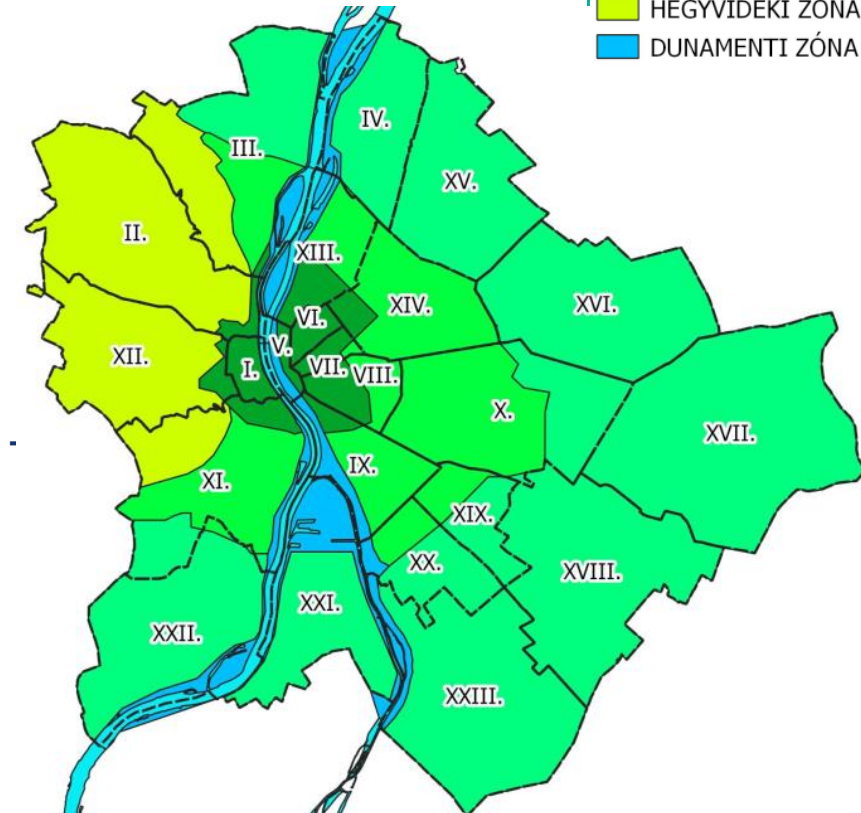 HEGYVIDÉKI ZÓNA
DUNAMENTI ZÓNA
IV.
III.
XV.
II.
XIII.
XIV.
XVI.
VI.
V.
XII.
I.
VII.
VIII.
X.
XVII.
IX.
XI.
XIX.
XX.
XVIII.
XXI.
XXII.
XXIII.